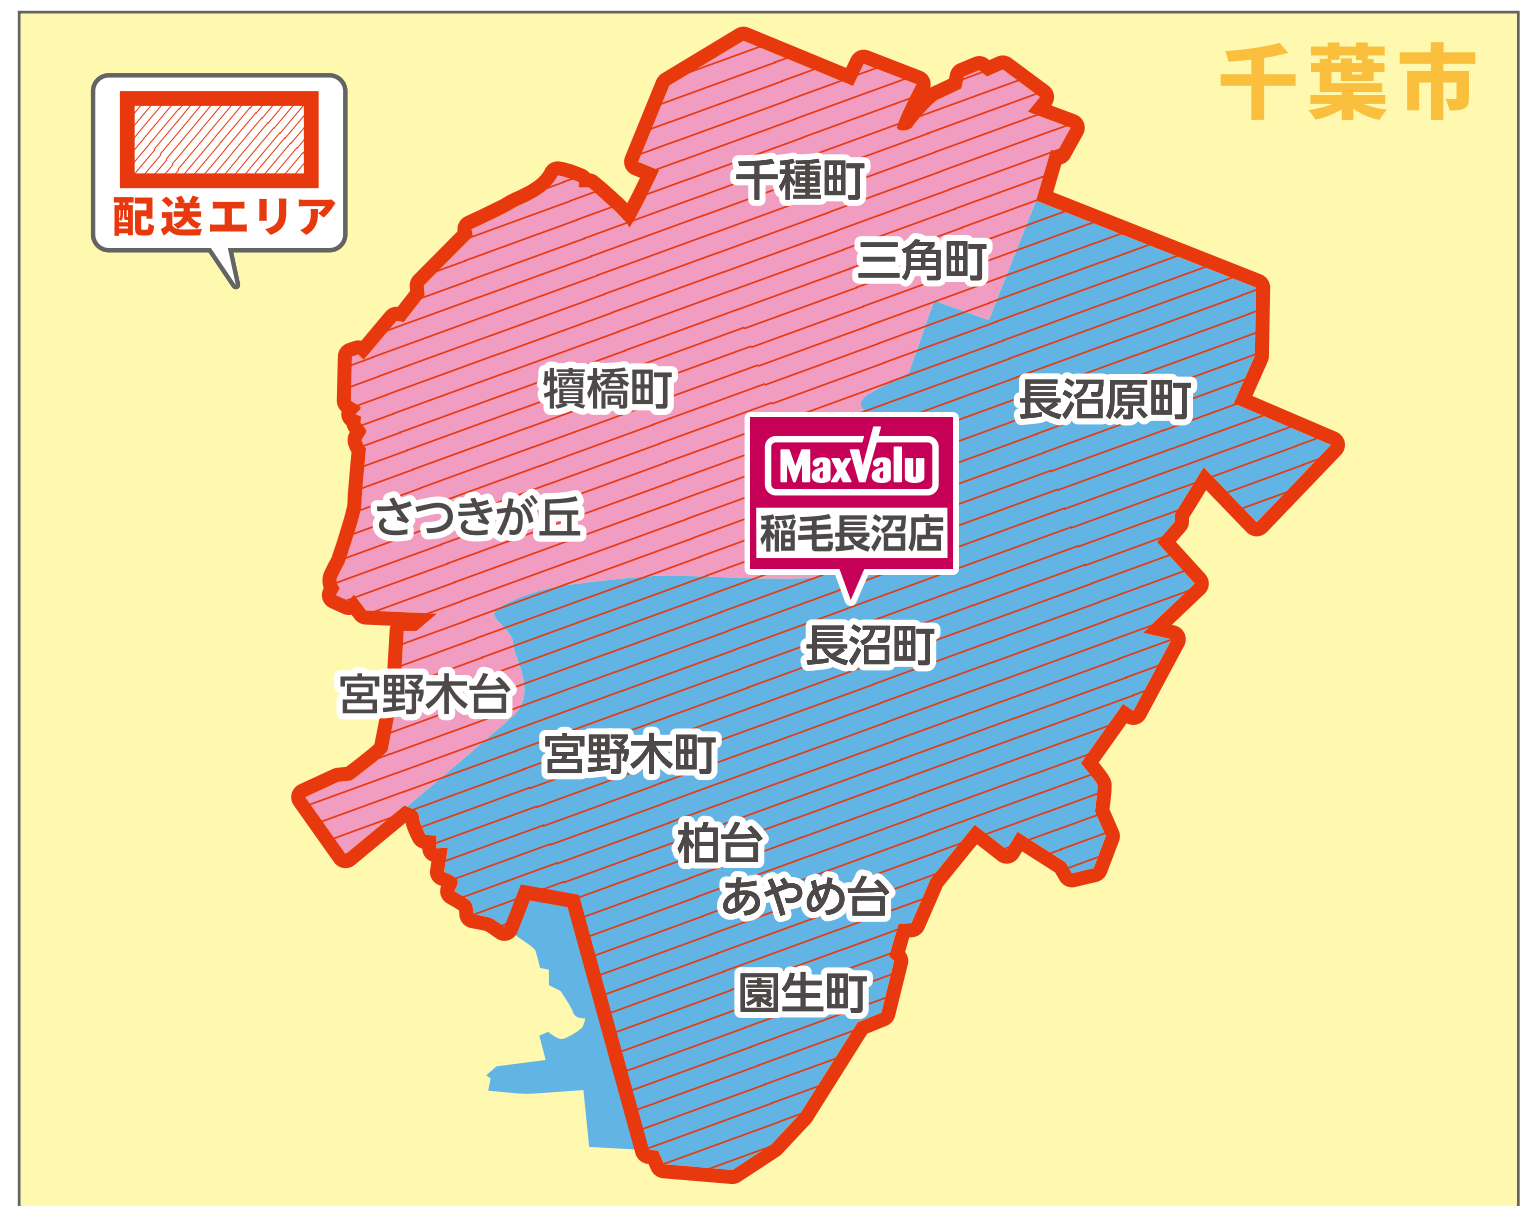 千葉市
配送エリア
千種町
三角町
犢橋町
長沼原町
MaxValu
稲毛長沼店
さつきが丘
長沼町
宮野木台
宮野木町
柏台
あやめ台
園生町